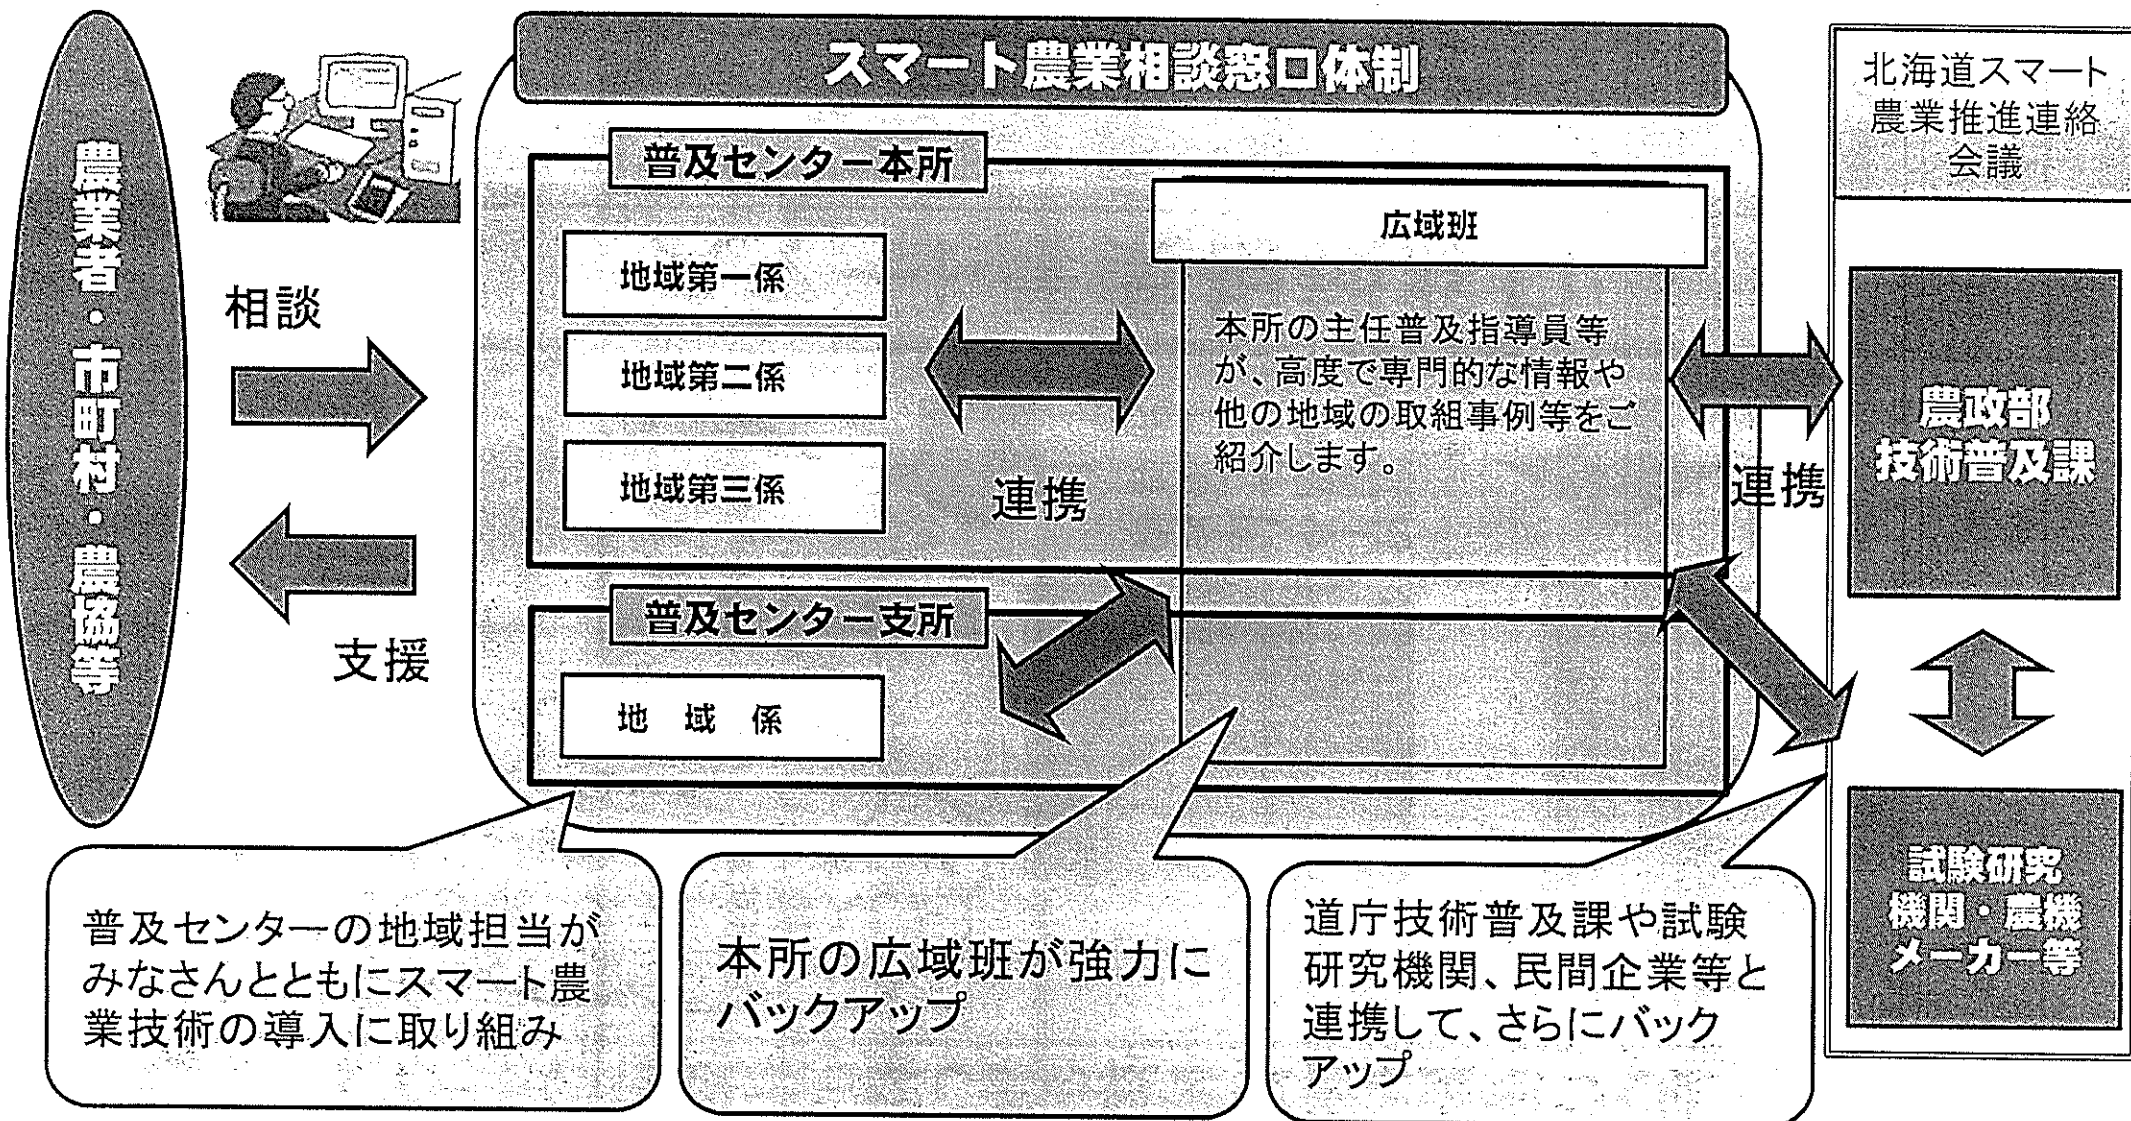 スマート農業相談窓口体制
農業者・市町村・農協等
相談
支援
普及センター本所
地域第一係
地域第二係
地域第三係
連携
広域班
本所の主任普及指導員等
が、高度で専門的な情報や
他の地域の取組事例等をご
紹介します。
普及センター支所
地 域 係
連携
北海道スマート
農業推進連絡
会議
農政部
技術普及課
試験研究
機関・農機
メーカー等
普及センターの地域担当が
みなさんとともにスマート農
業技術の導入に取り組み
本所の広域班が強力に
バックアップ
道庁技術普及課や試験
研究機関、民間企業等と
連携して、さらにバック
アップ